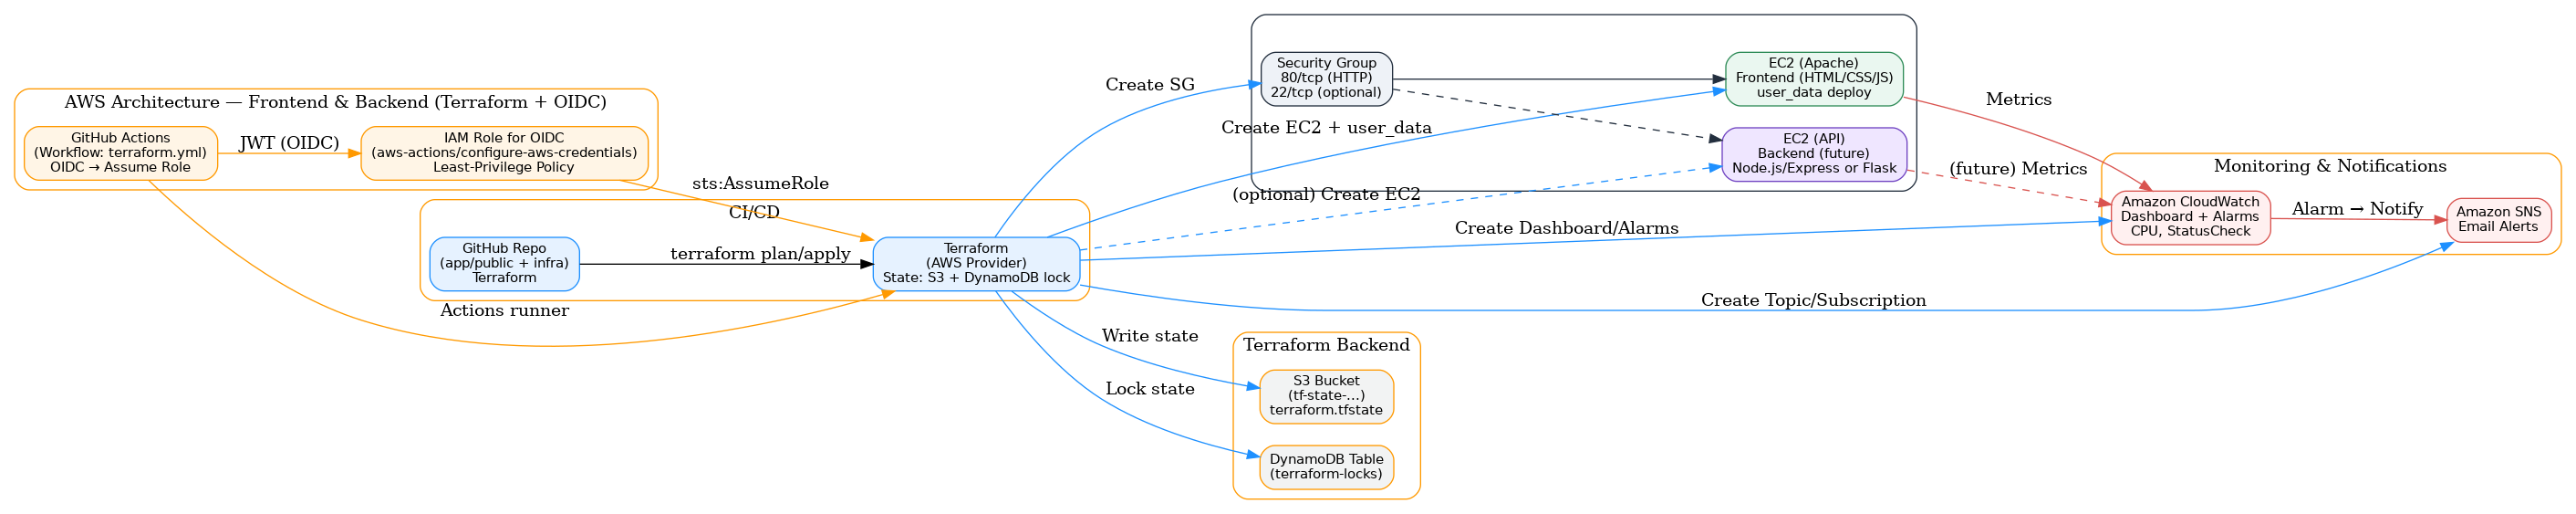 AWS Architecture — Frontend & Backend (Terraform + OIDC)
GitHub Actions
(Workflow: terraform.yml)
OIDC → Assume Role
JWT (OIDC)
IAM Role for OIDC
(aws-actions/configure-aws-credentials)
Least-Privilege Policy
sts:AssumeRole
CI/CD
GitHub Repo
(app/public + infra)
Terraform
terraform plan/apply
Terraform
(AWS Provider)
State: S3 + DynamoDB lock
Actions runner
Create SG
Create EC2 + user_data
(optional) Create EC2
Create Dashboard/Alarms
Create Topic/Subscription
Write state
Lock state
Security Group
80/tcp (HTTP)
22/tcp (optional)
EC2 (Apache)
Frontend (HTML/CSS/JS)
user_data deploy
EC2 (API)
Backend (future)
Node.js/Express or Flask
Metrics
(future) Metrics
Monitoring & Notifications
Amazon CloudWatch
Dashboard + Alarms
CPU, StatusCheck
Alarm → Notify
Amazon SNS
Email Alerts
Terraform Backend
S3 Bucket
(tf-state-...)
terraform.tfstate
DynamoDB Table
(terraform-locks)